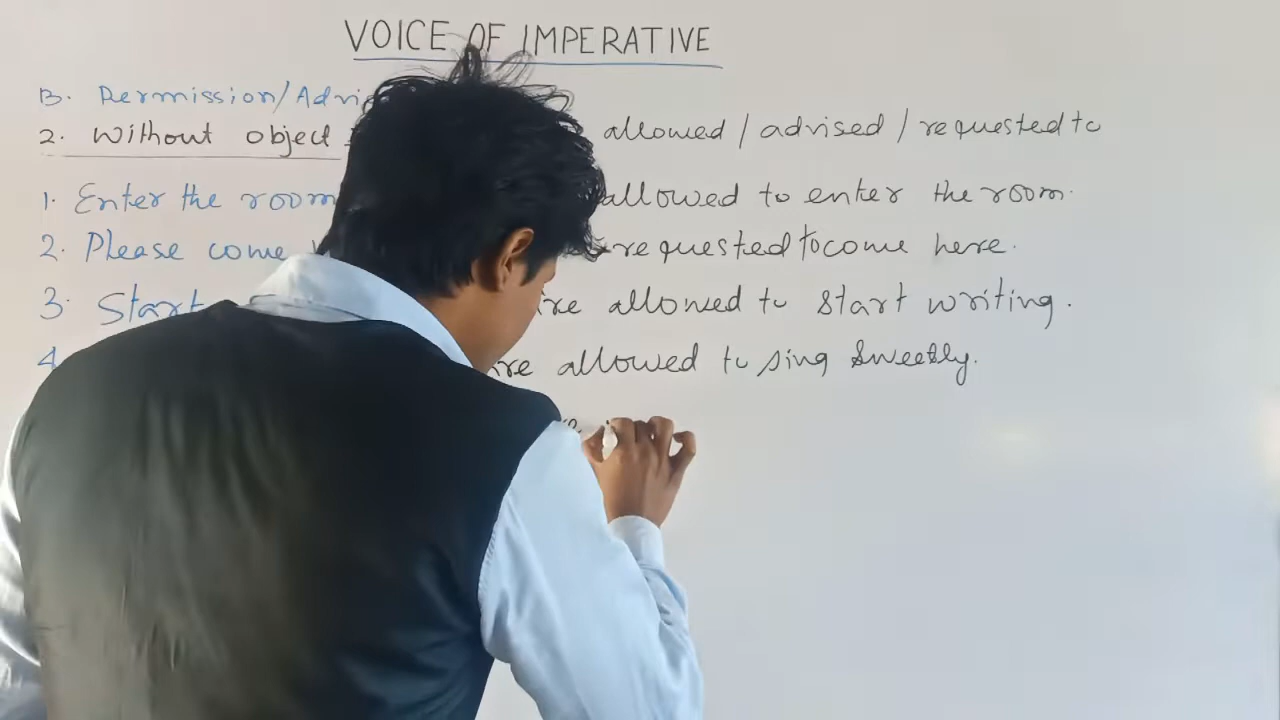 VOICE OF IMPERATIVE
B. Permission/Advi
2. Without object allowed / advised / requested to
1. Enter the room allowed to enter the room.
2. Please come requested to come here.
3. Start are allowed to start writing.
4 are allowed to sing sweetly.